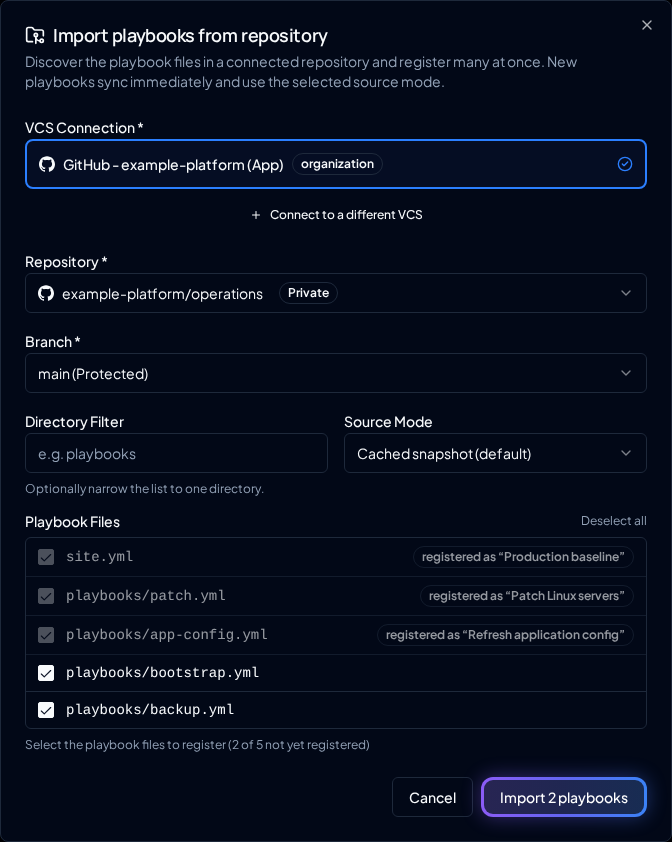 Import playbooks from repository
Discover the playbook files in a connected repository and register many at once. New
playbooks sync immediately and use the selected source mode.
VCS Connection *
GitHub - example-platform (App) organization
+ Connect to a different VCS
Repository *
example-platform/operations Private
Branch *
main (Protected)
Directory Filter Source Mode
e.g. playbooks Cached snapshot (default)
Optionally narrow the list to one directory.
Playbook Files Deselect all
site.yml registered as “Production baseline”
playbooks/patch.yml registered as “Patch Linux servers”
playbooks/app-config.yml registered as “Refresh application config”
playbooks/bootstrap.yml
playbooks/backup.yml
Select the playbook files to register (2 of 5 not yet registered)
Cancel Import 2 playbooks